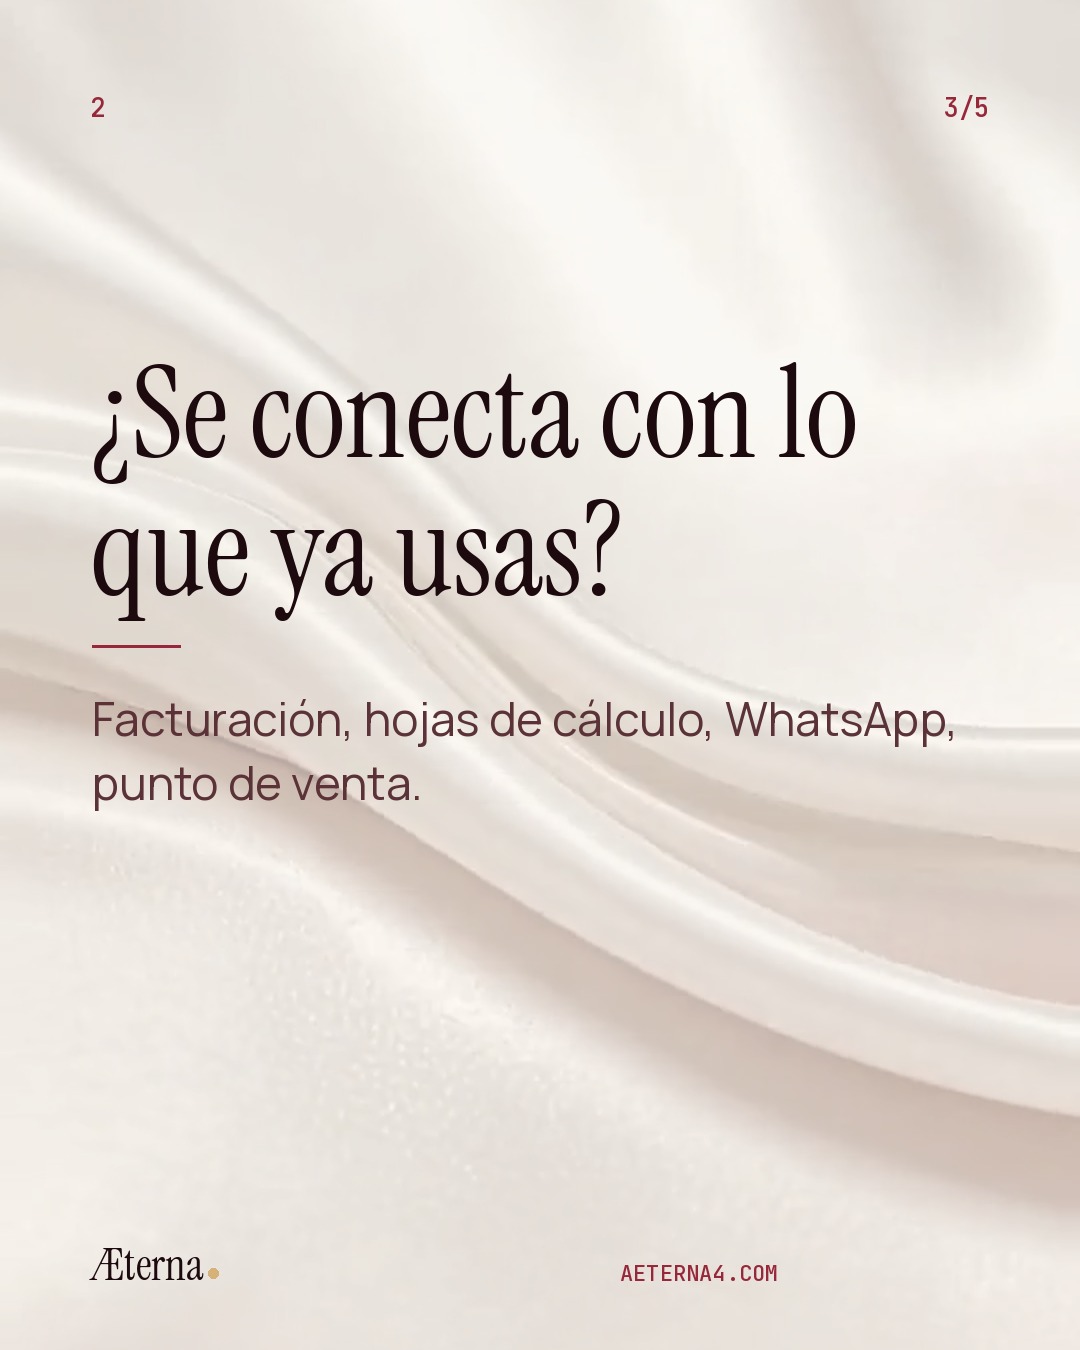 2
3/5
¿Se conecta con lo
que ya usas?
Facturación, hojas de cálculo, WhatsApp,
punto de venta.
Æterna
AETERNA4.COM